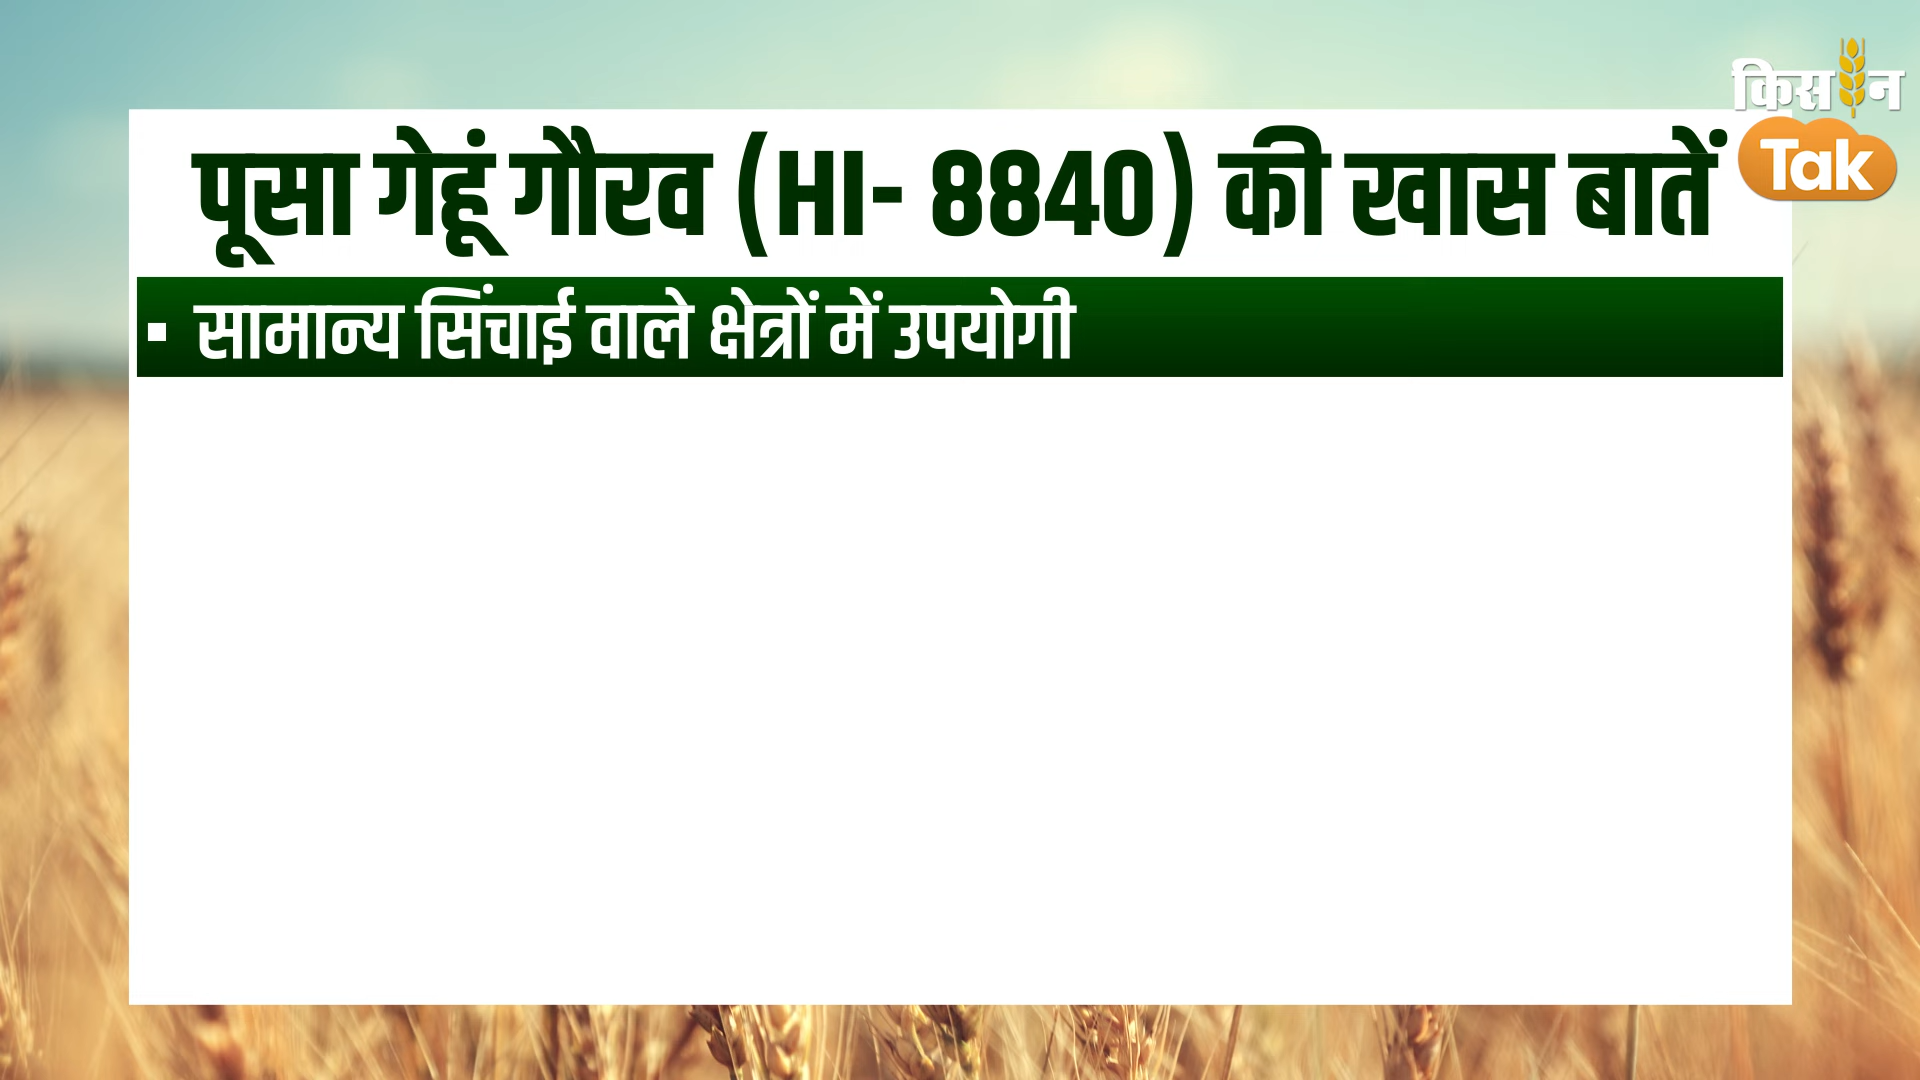 किसान
Tak
पूसा गेहूं गौरव (HI- 8840) की खास बातें
▪ सामान्य सिंचाई वाले क्षेत्रों में उपयोगी